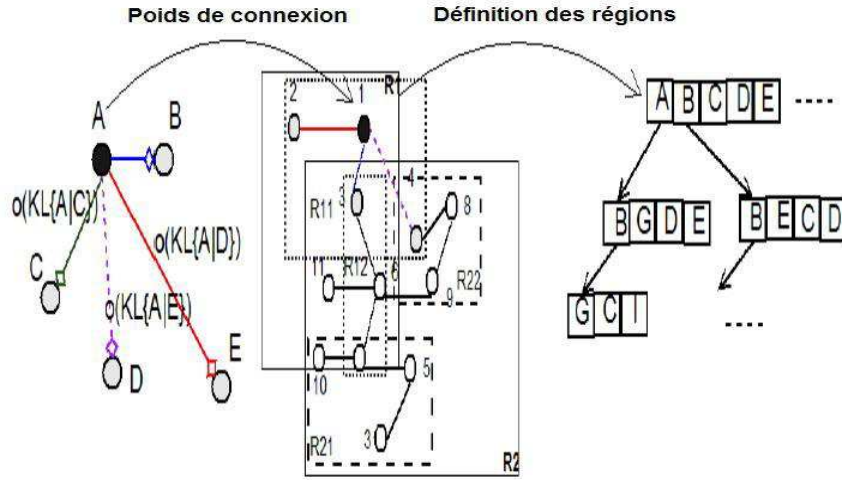 Poids de connexion
Définition des régions
A
B
o(KL{A|C})
o(KL{A|D})
C
o(KL{A|E})
D
E
R1
2
1
4
3
8
R11
11
R12
6
R22
9
10
5
R21
3
R2
A B C D E .....
B G D E
B E C D
G C I
.....